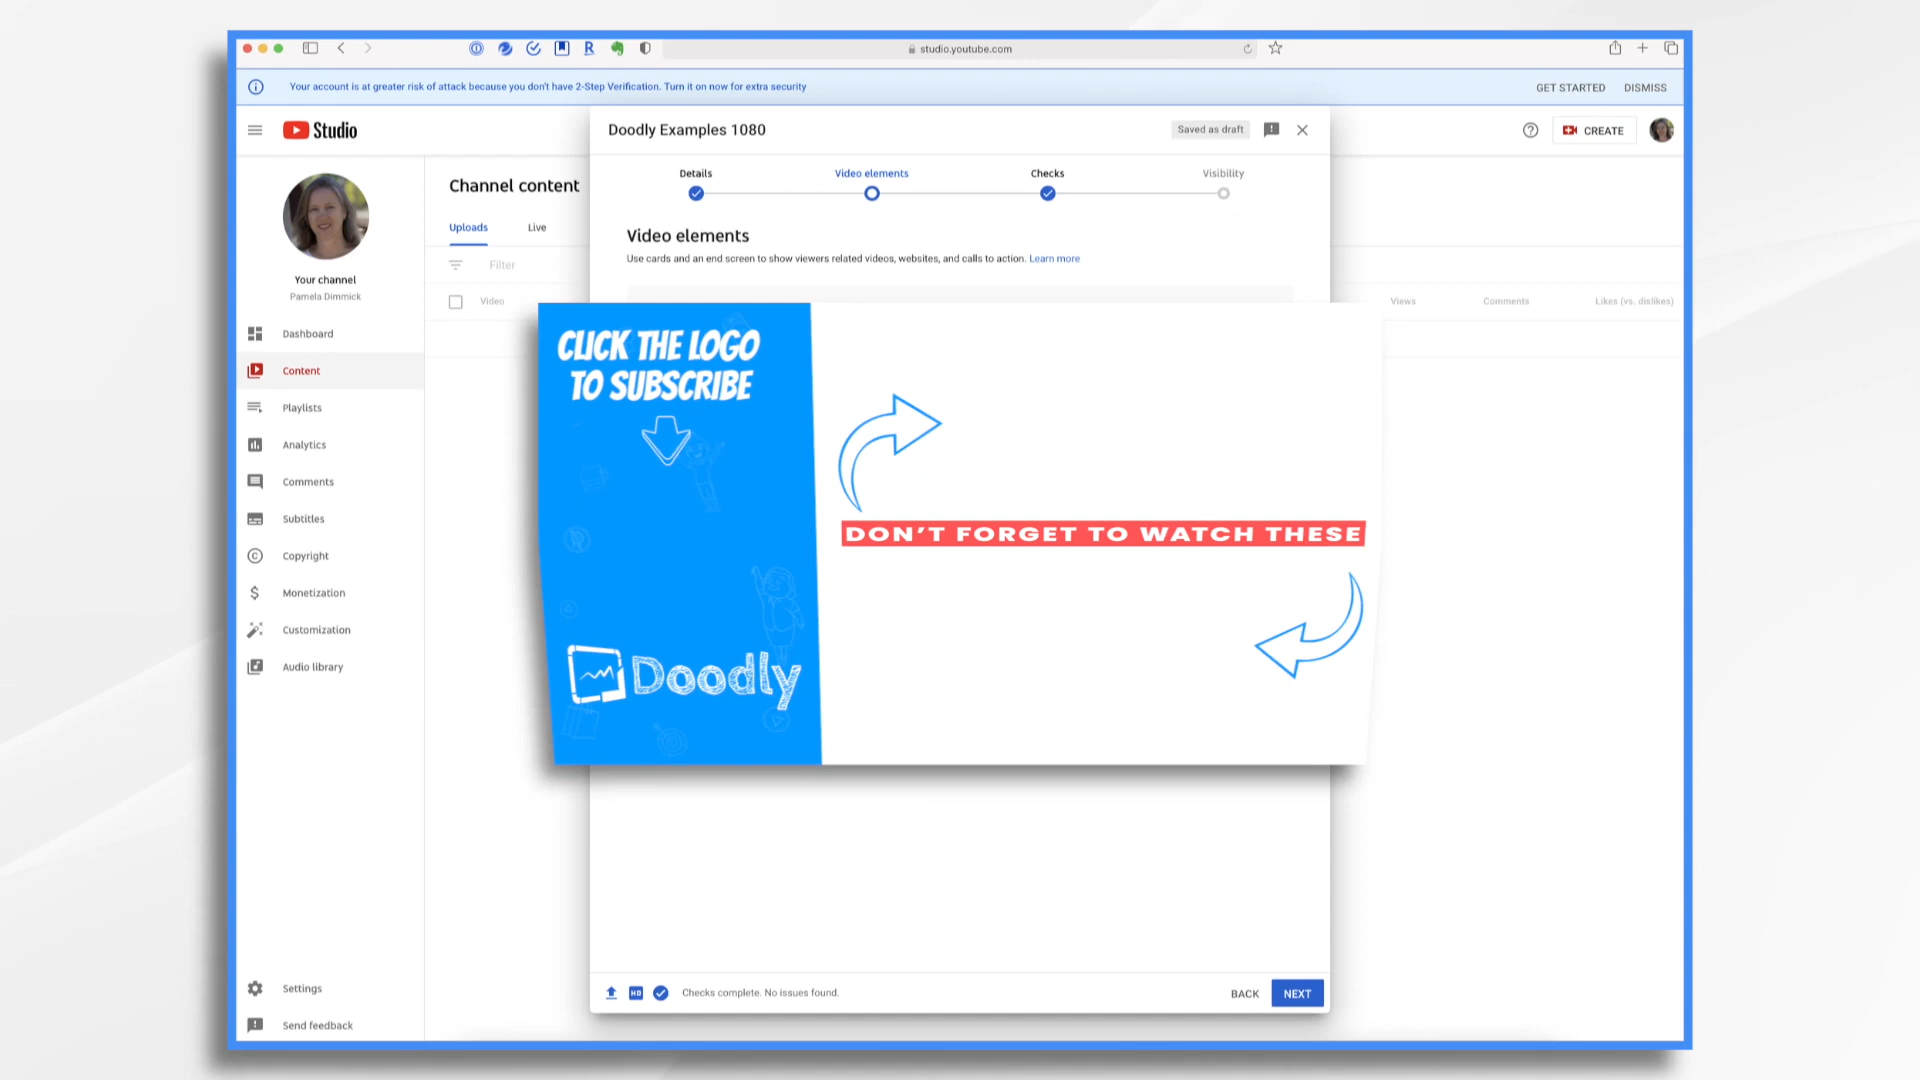 studio.youtube.com
Your account is at greater risk of attack because you don't have 2-Step Verification. Turn it on now for extra security
GET STARTED
DISMISS
Studio
Doodly Examples 1080
Saved as draft
CREATE
Details
Video elements
Checks
Visibility
Your channel
Pamela Dimmick
Dashboard
Content
Playlists
Analytics
Comments
Subtitles
Copyright
Monetization
Customization
Audio library
Settings
Send feedback
Channel content
Uploads
Live
Filter
Video
Views
Comments
Likes (vs. dislikes)
Video elements
Use cards and an end screen to show viewers related videos, websites, and calls to action. Learn more
CLICK THE LOGO
TO SUBSCRIBE
DON'T FORGET TO WATCH THESE
Doodly
HD
Checks complete. No issues found.
BACK
NEXT